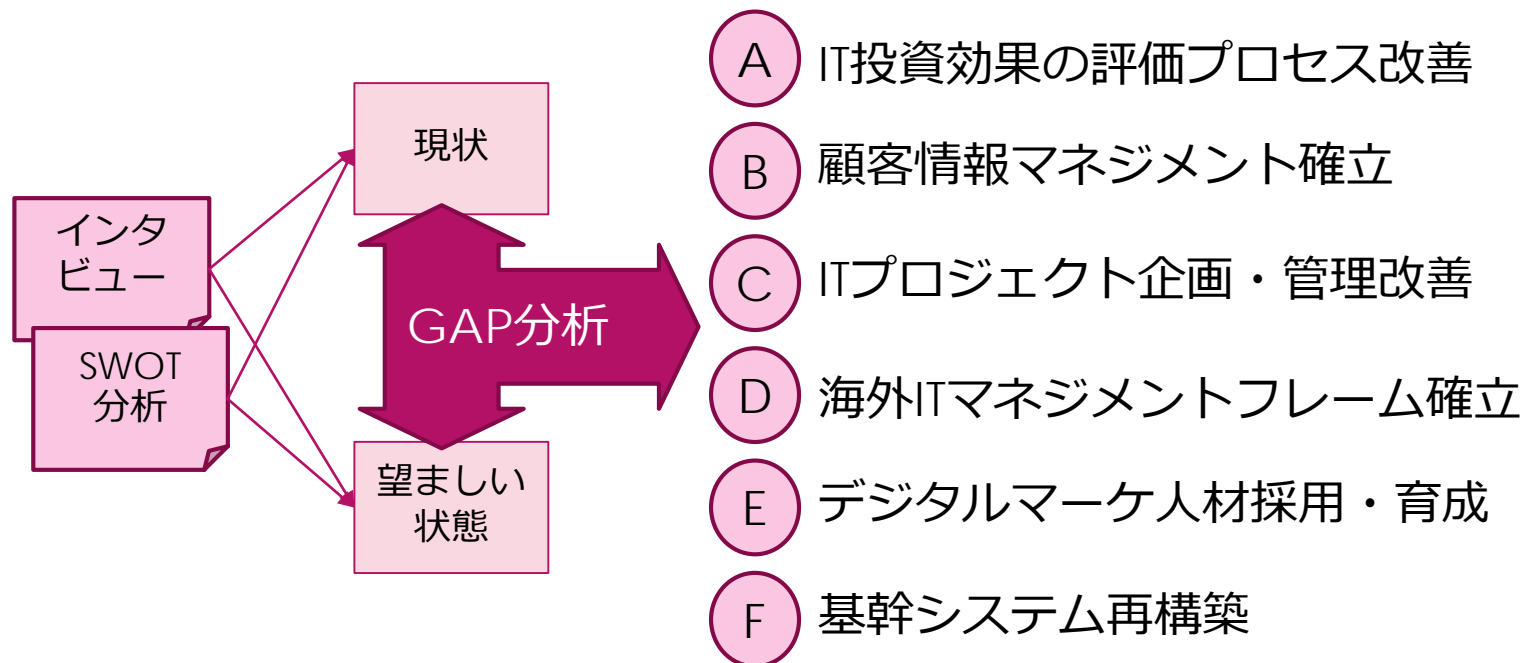 インタ
ビュー
SWOT
分析
現状
GAP分析
望ましい
状態
A IT投資効果の評価プロセス改善
B 顧客情報マネジメント確立
C ITプロジェクト企画・管理改善
D 海外ITマネジメントフレーム確立
E デジタルマーケ人材採用・育成
F 基幹システム再構築